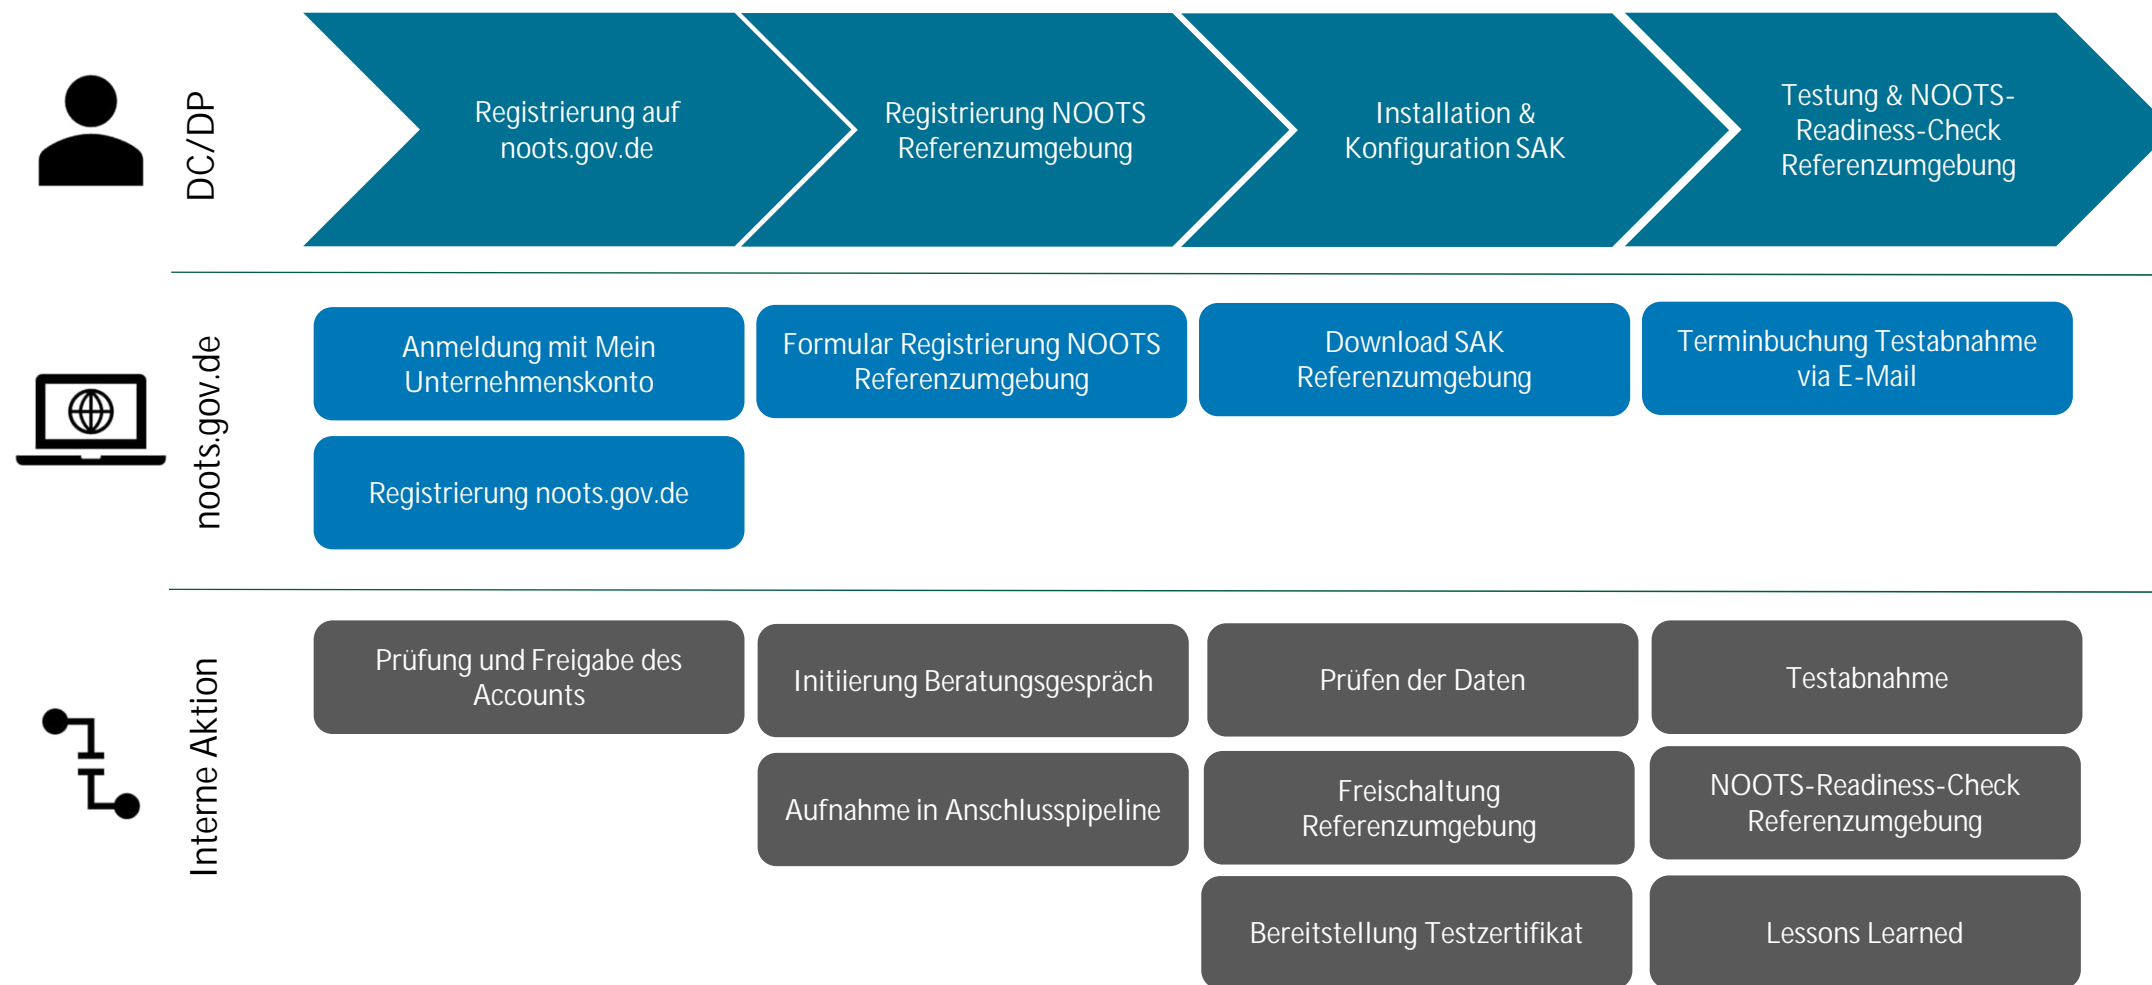 DC/DP
Registrierung auf
noots.gov.de
Registrierung NOOTS
Referenzumgebung
Installation &
Konfiguration SAK
Testung & NOOTS-
Readiness-Check
Referenzumgebung
noots.gov.de
Anmeldung mit Mein
Unternehmenskonto
Registrierung noots.gov.de
Formular Registrierung NOOTS
Referenzumgebung
Download SAK
Referenzumgebung
Terminbuchung Testabnahme
via E-Mail
Interne Aktion
Prüfung und Freigabe des
Accounts
Initiierung Beratungsgespräch
Aufnahme in Anschlusspipeline
Prüfen der Daten
Freischaltung
Referenzumgebung
Bereitstellung Testzertifikat
Testabnahme
NOOTS-Readiness-Check
Referenzumgebung
Lessons Learned